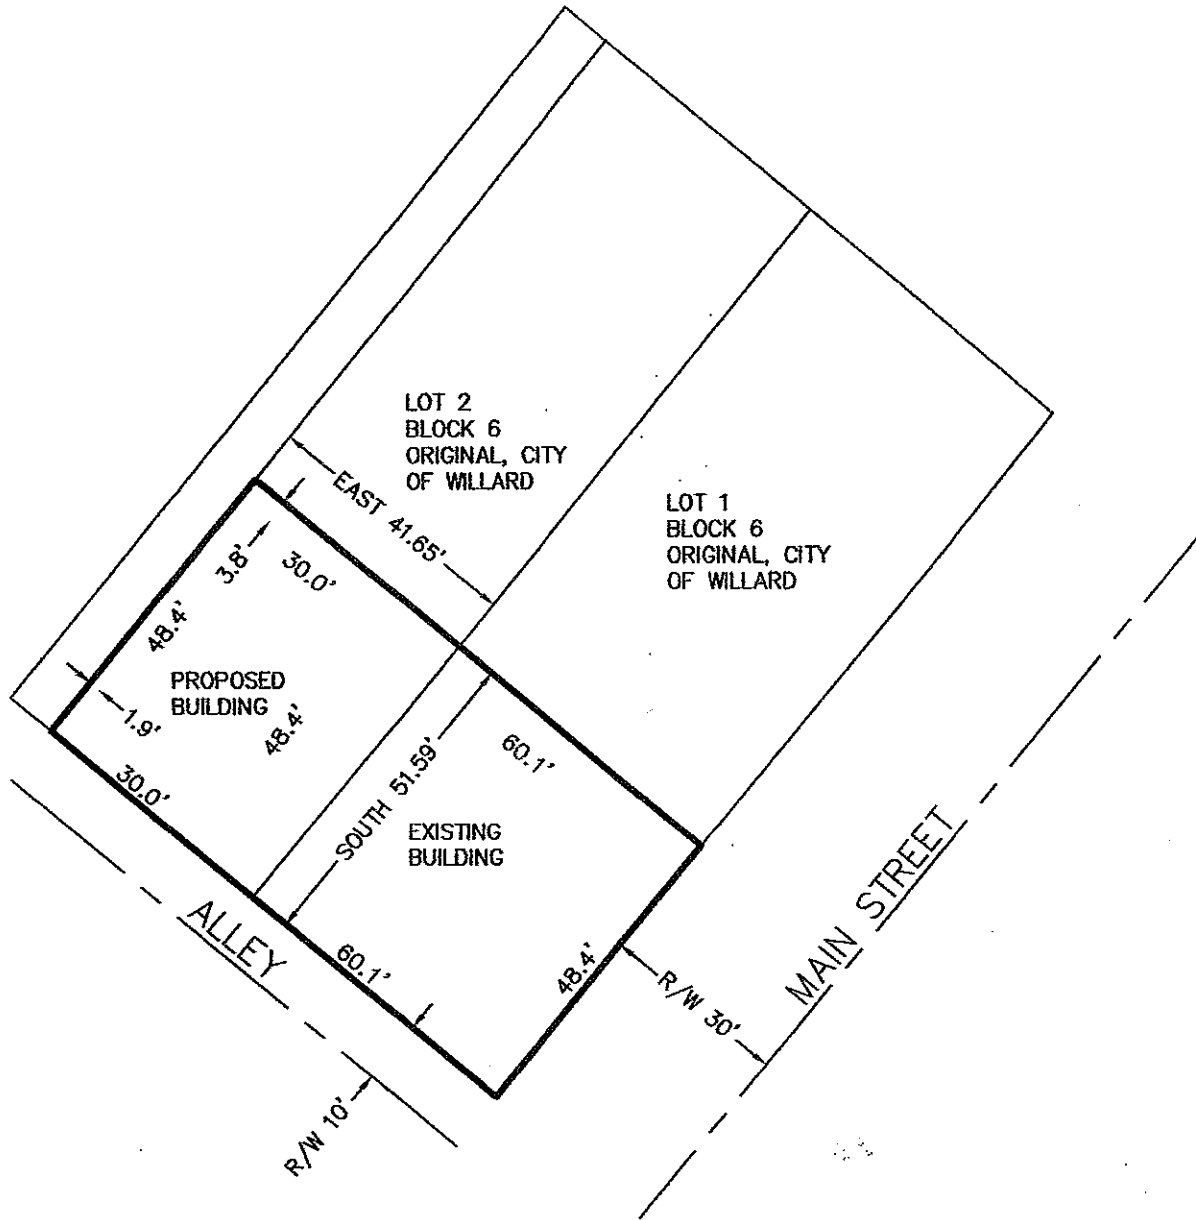 LOT 2
BLOCK 6
ORIGINAL, CITY
OF WILLARD
EAST 41.65'
LOT 1
BLOCK 6
ORIGINAL, CITY
OF WILLARD
3.8'
30.0'
48.4'
PROPOSED
BUILDING
1.9'
48.4'
30.0'
SOUTH 51.59'
60.1'
EXISTING
BUILDING
ALLEY
60.1'
48.4'
R/W 30'
MAIN STREET
R/W 10'